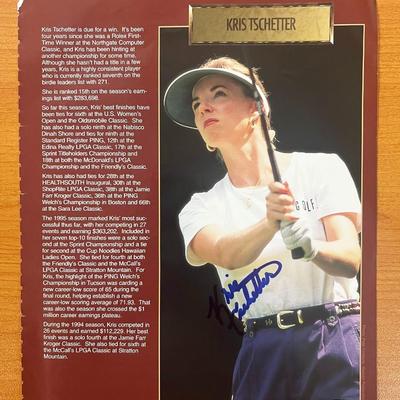 KRIS TSCHETTER
Kris Tschetter is due for a win. It's been
four years since she was a Rolex First-
Time Winner at the Northgate Computer
Classic, and Kris has been hinting at
another championship for some time.
Although she hasn't had a title in a few
years, Kris is a highly consistent player
who is currently ranked seventh on the
birdie leaders list with 271.
She is ranked 15th on the season's earn-
ings list with $283,698.
So far this season, Kris' best finishes have
been ties for sixth at the U.S. Women's
Open and the Oldsmobile Classic. She
has also had a solo ninth at the Nabisco
Dinah Shore and ties for ninth at the
Standard Register PING, 12th at the
Edina Realty LPGA Classic, 17th at the
Sprint Titleholders Championship and
18th at both the McDonald's LPGA
Championship and the Friendly's Classic.
Kris also has had ties for 28th at the
HEALTHSOUTH Inaugural, 30th at the
ShopRite LPGA Classic, 36th at the Jamie
Farr Kroger Classic, 36th at the PING
Welch's Championship in Boston and 66th
at the Sara Lee Classic.
The 1995 season marked Kris' most suc-
cessful thus far, with her competing in 27
events and earning $363,202. Included in
her seven top-10 finishes were a solo sec-
ond at the Sprint Championship and a tie
for second at the Cup Noodles Hawaiian
Ladies Open. She tied for fourth at both
the Friendly's Classic and the McCall's
LPGA Classic at Stratton Mountain. For
Kris, the highlight of the PING Welch's
Championship in Tucson was carding a
new career-low score of 65 during the
final round, helping establish a new
career-low scoring average of 71.93. That
was also the season she crossed the $1
million career earnings plateau.
During the 1994 season, Kris competed in
26 events and earned $112,229. Her best
finish was a solo fourth at the Jamie Farr
Kroger Classic. She also tied for sixth
at the McCall's LPGA Classic at Stratton
Mountain.
GOLF
Kris
Tschetter